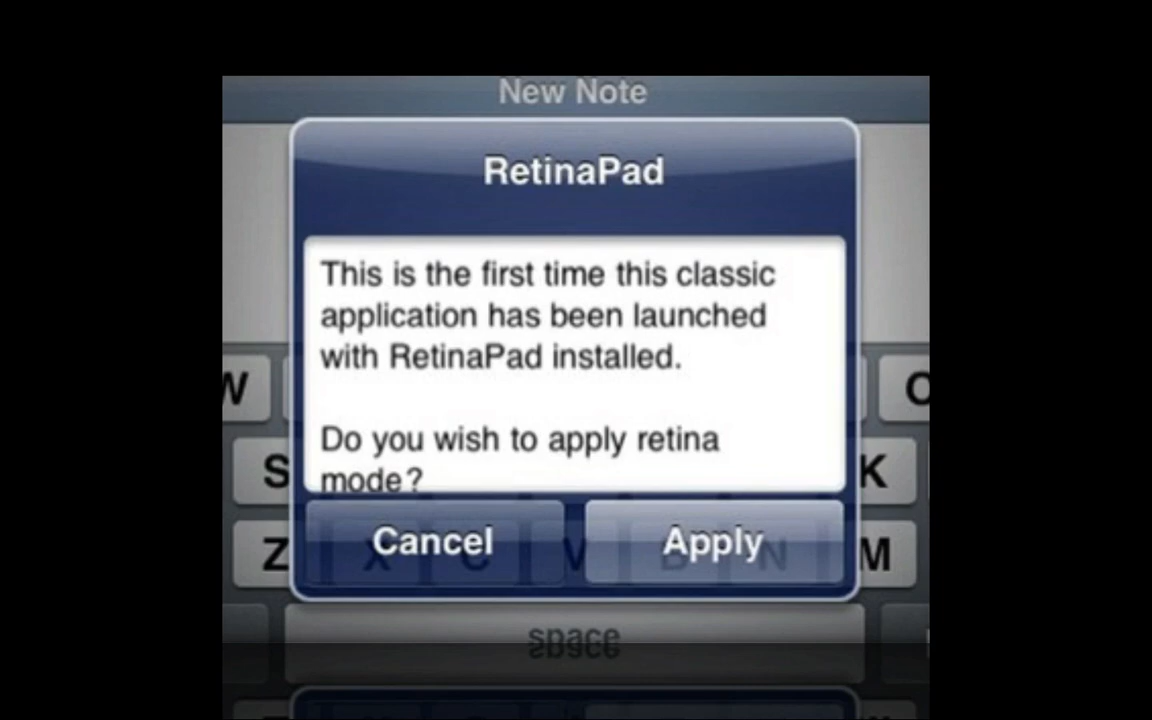 New Note
RetinaPad
This is the first time this classic
application has been launched
with RetinaPad installed.
Do you wish to apply retina
mode?
W O
S K
Z X C V B N M
Cancel Apply
space